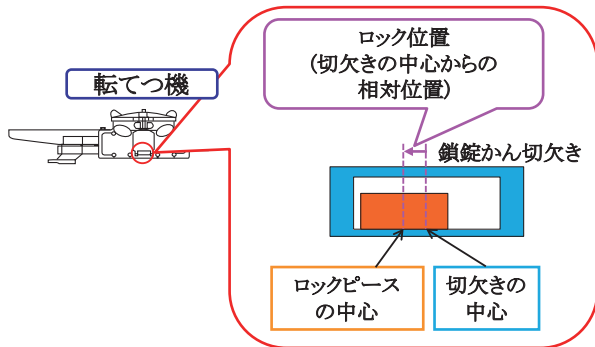 転てつ機
ロック位置
(切欠きの中心からの
相対位置)
鎖錠かん切欠き
ロックピース
の中心
切欠きの
中心